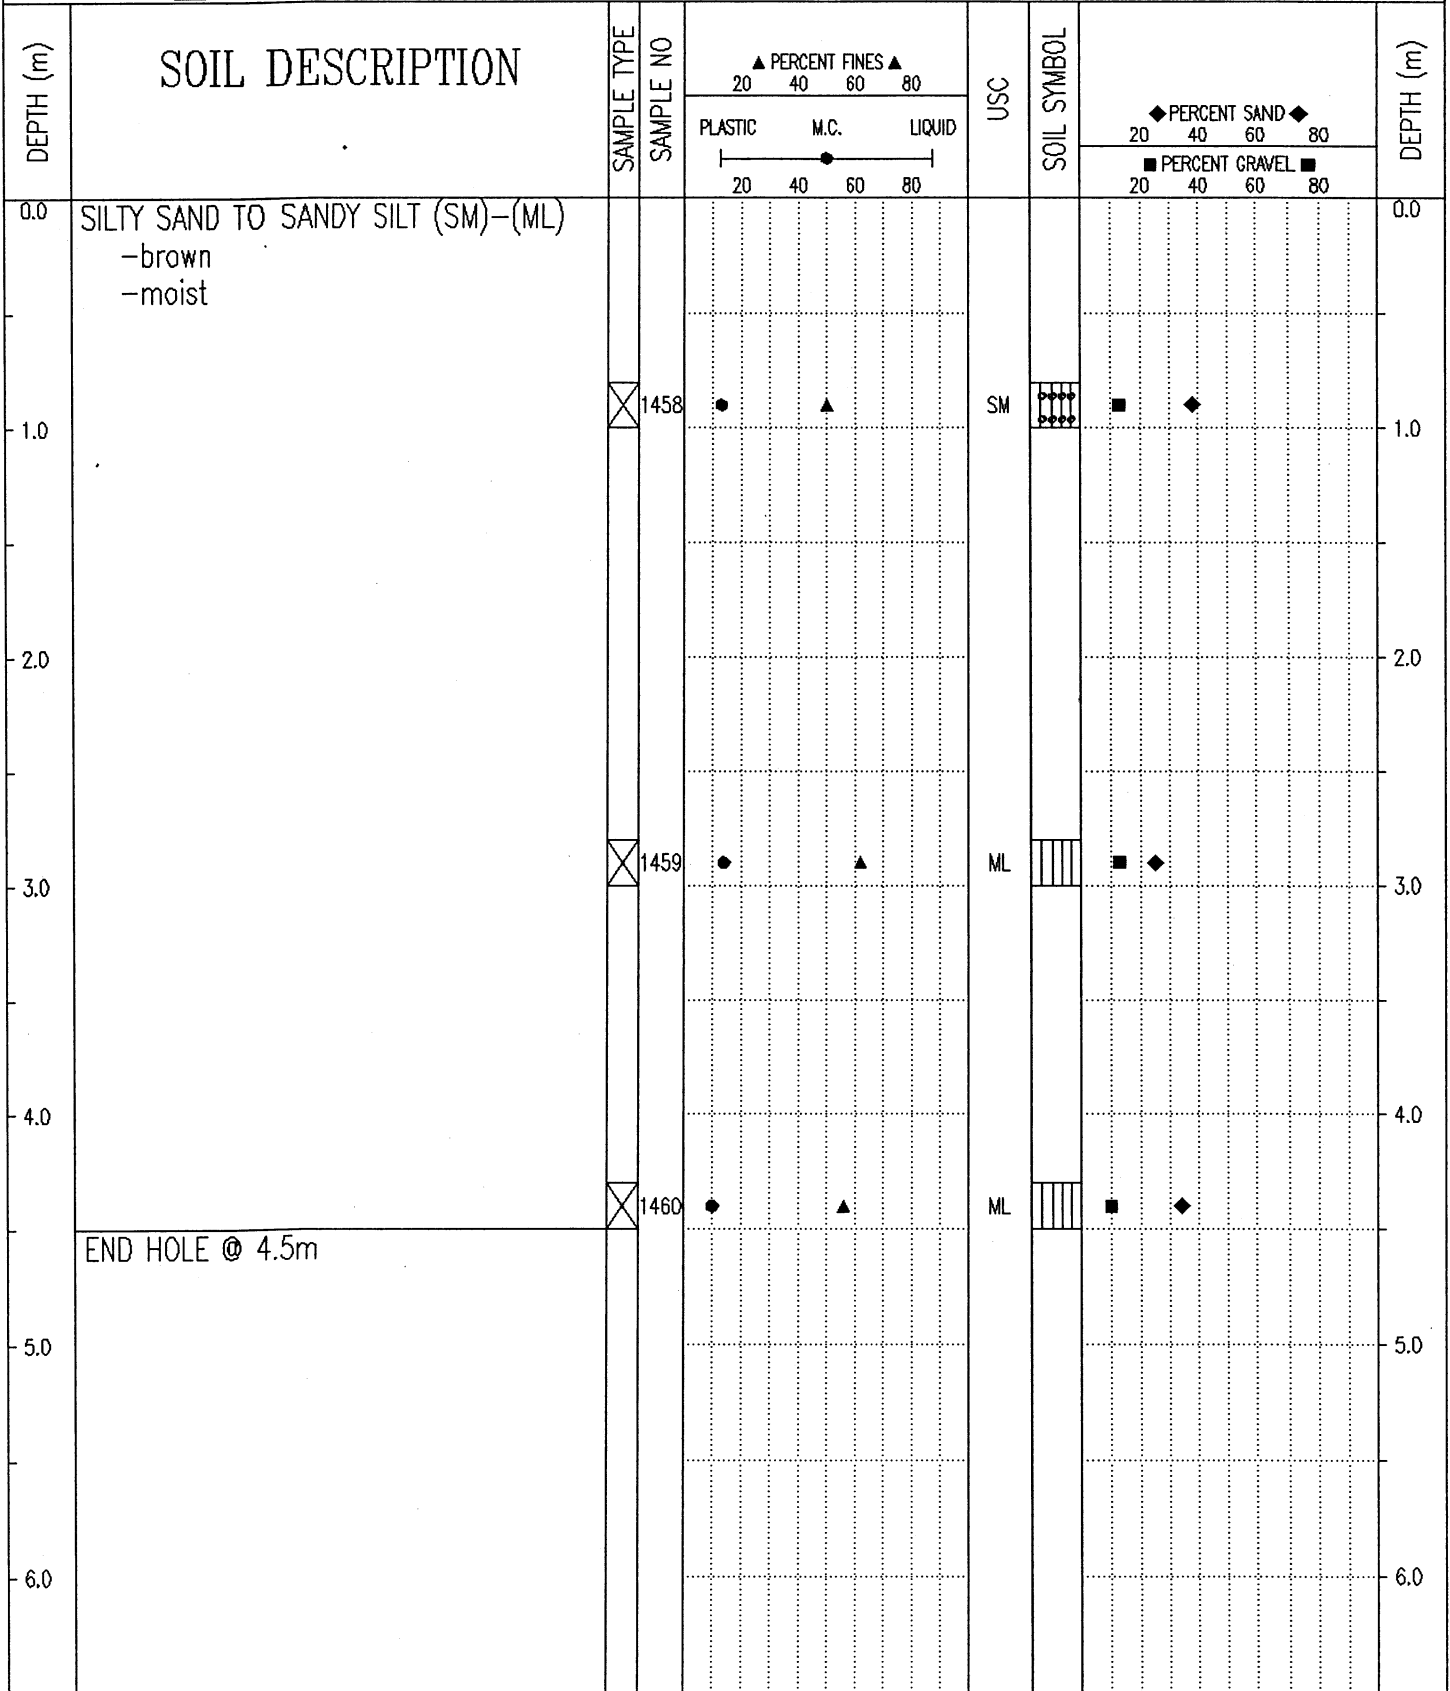 DEPTH (m)
SOIL DESCRIPTION
SAMPLE TYPE
SAMPLE NO
▲ PERCENT FINES ▲
20 40 60 80
PLASTIC M.C. LIQUID
20 40 60 80
USC
SOIL SYMBOL
◆PERCENT SAND◆
20 40 60 80
■ PERCENT GRAVEL ■
20 40 60 80
DEPTH (m)
0.0 SILTY SAND TO SANDY SILT (SM)-(ML) 0.0
-brown
-moist
1458 SM
1.0 1.0
2.0 2.0
1459 ML
3.0 3.0
4.0 4.0
1460 ML
END HOLE @ 4.5m
5.0 5.0
6.0 6.0